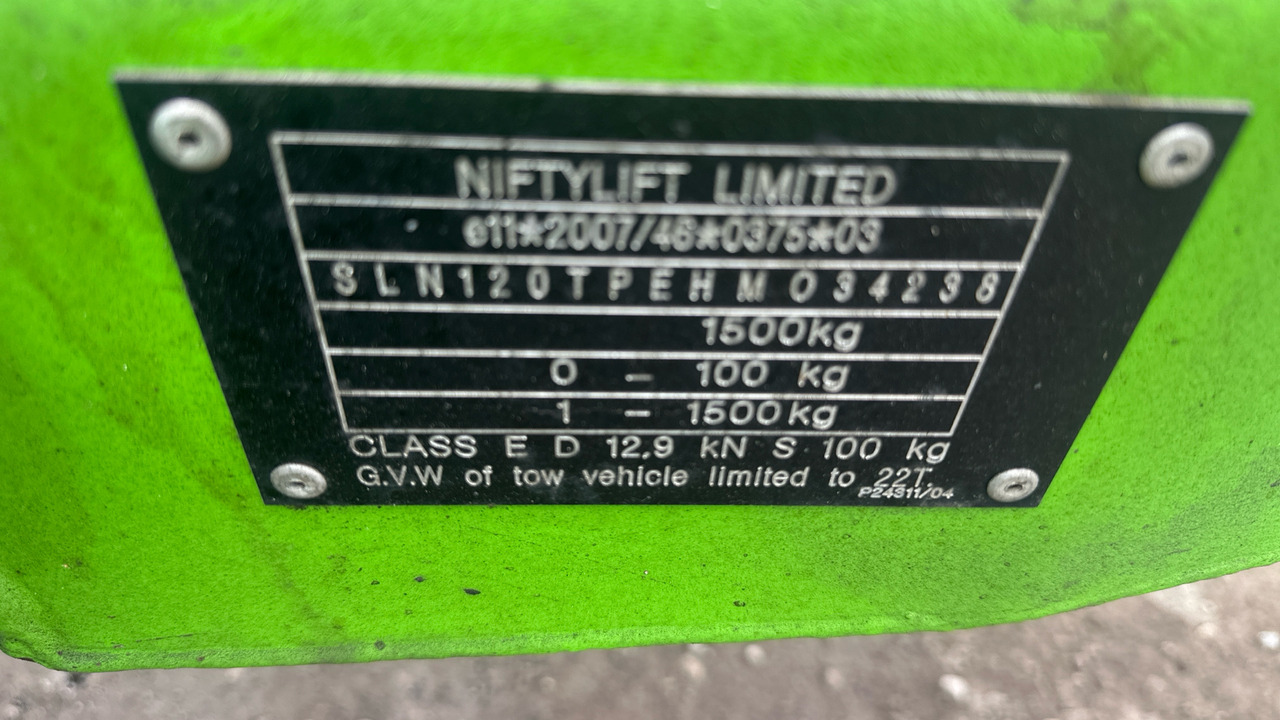 NIFTYLIFT LIMITED
e11*2007/46*0375*03
SLN120TPEHM034238
1500kg
0 - 100 kg
1 - 1500kg
CLASS E D 12.9 kN S 100 kg
G.V.W of tow vehicle limited to 22T.
P24311/04